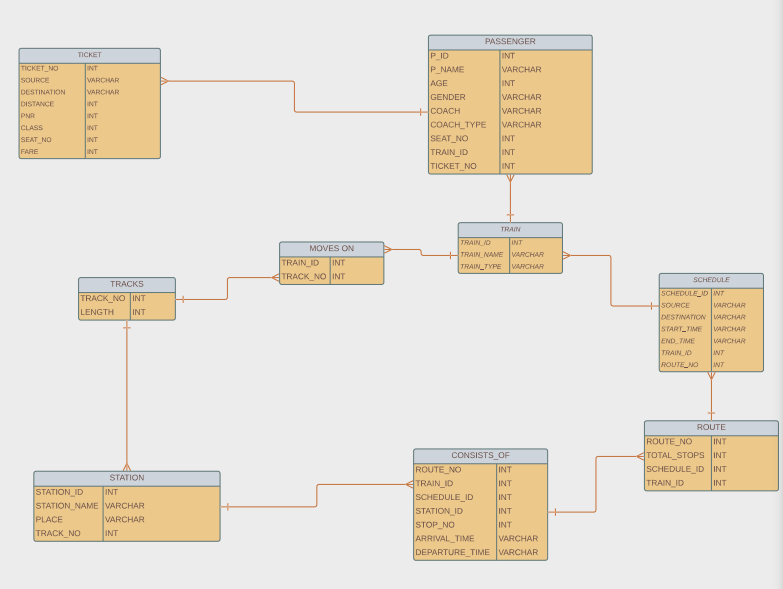 TICKET
TICKET_NO INT
SOURCE VARCHAR
DESTINATION VARCHAR
DISTANCE INT
PNR INT
CLASS INT
SEAT_NO INT
FARE INT
PASSENGER
P_ID INT
P_NAME VARCHAR
AGE INT
GENDER VARCHAR
COACH VARCHAR
COACH_TYPE VARCHAR
SEAT_NO INT
TRAIN_ID INT
TICKET_NO INT
TRAIN
TRAIN_ID INT
TRAIN_NAME VARCHAR
TRAIN_TYPE VARCHAR
MOVES ON
TRAIN_ID INT
TRACK_NO INT
TRACKS
TRACK_NO INT
LENGTH INT
SCHEDULE
SCHEDULE_ID INT
SOURCE VARCHAR
DESTINATION VARCHAR
START_TIME VARCHAR
END_TIME VARCHAR
TRAIN_ID INT
ROUTE_NO INT
ROUTE
ROUTE_NO INT
TOTAL_STOPS INT
SCHEDULE_ID INT
TRAIN_ID INT
CONSISTS_OF
ROUTE_NO INT
TRAIN_ID INT
SCHEDULE_ID INT
STATION_ID INT
STOP_NO INT
ARRIVAL_TIME VARCHAR
DEPARTURE_TIME VARCHAR
STATION
STATION_ID INT
STATION_NAME VARCHAR
PLACE VARCHAR
TRACK_NO INT